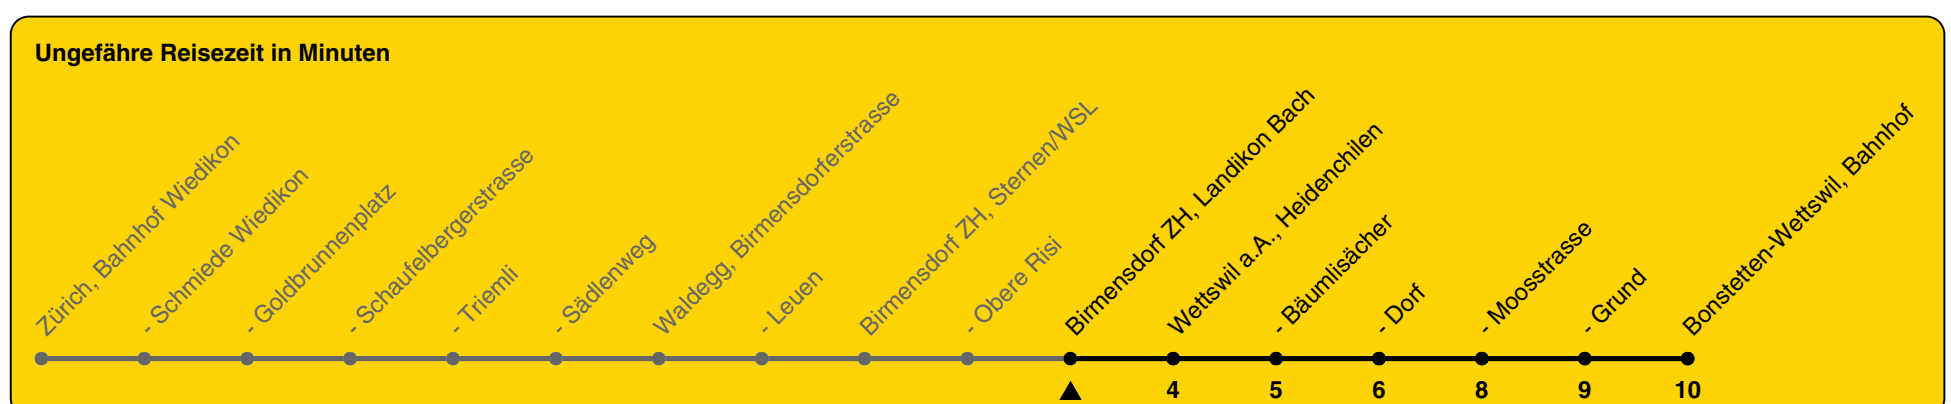 Ungefähre Reisezeit in Minuten
Zürich, Bahnhof Wiedikon
- Schmiede Wiedikon
- Goldbrunnenplatz
- Schaufelbergerstrasse
- Triemli
- Sädlenweg
Waldegg, Birmensdorferstrasse
- Leuen
Birmensdorf ZH, Sternen/WSL
- Obere Risi
Birmensdorf ZH, Landikon Bach
Wettswil a.A., Heidenchilen
- Bäumlisächer
- Dorf
- Moosstrasse
- Grund
Bonstetten-Wettswil, Bahnhof
4 5 6 8 9 10